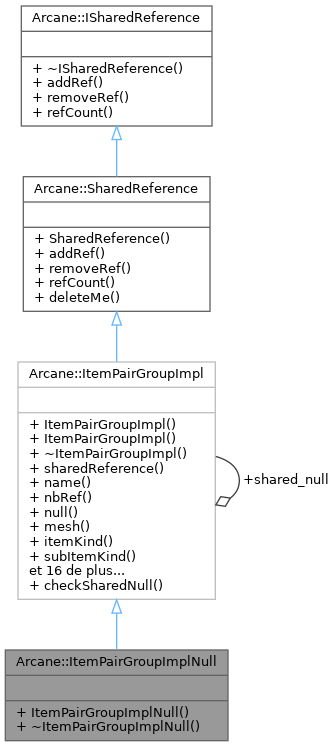 Arcane::ISharedReference
+ ~ISharedReference()
+ addRef()
+ removeRef()
+ refCount()
Arcane::SharedReference
+ SharedReference()
+ addRef()
+ removeRef()
+ refCount()
+ deleteMe()
Arcane::ItemPairGroupImpl
+ ItemPairGroupImpl()
+ ItemPairGroupImpl()
+ ~ItemPairGroupImpl()
+ sharedReference()
+ name()
+ nbRef()
+ null()
+ mesh()
+ itemKind()
+ subItemKind()
et 16 de plus...
+ checkSharedNull()
+shared_null
Arcane::ItemPairGroupImplNull
+ ItemPairGroupImplNull()
+ ~ItemPairGroupImplNull()